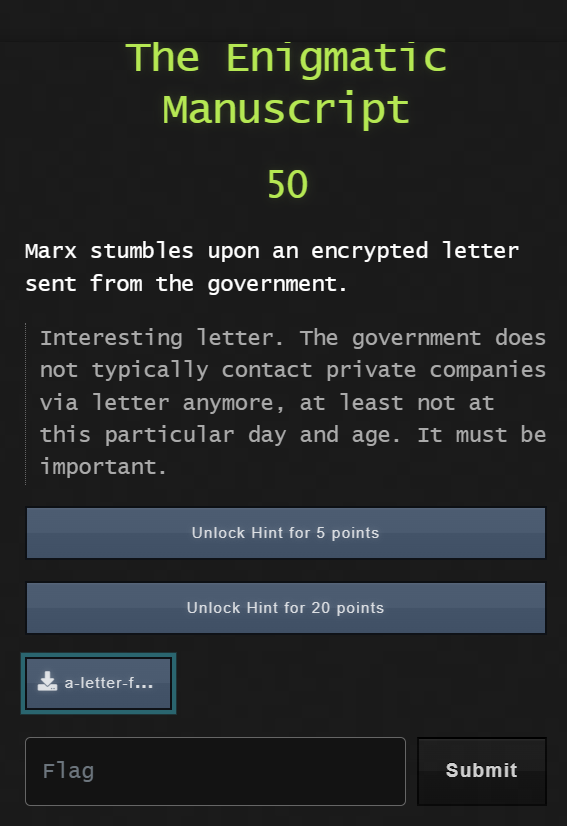 The Enigmatic
Manuscript
50
Marx stumbles upon an encrypted letter
sent from the government.
Interesting letter. The government does
not typically contact private companies
via letter anymore, at least not at
this particular day and age. It must be
important.
Unlock Hint for 5 points
Unlock Hint for 20 points
a-letter-f...
Flag
Submit